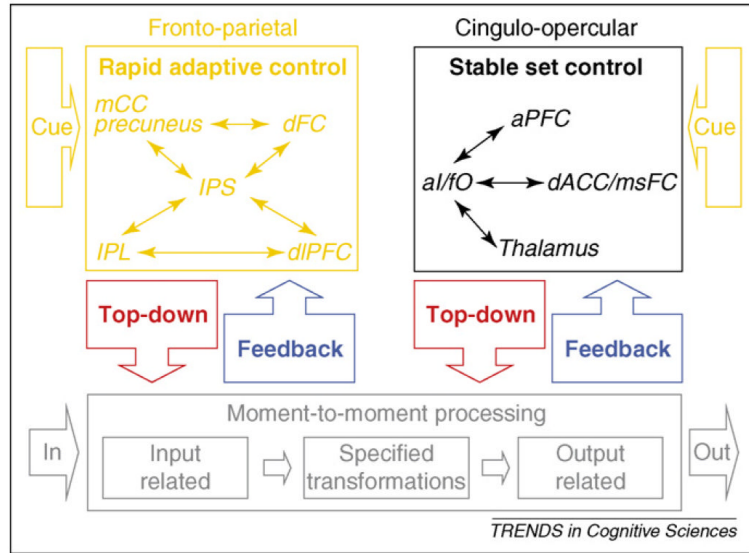 Fronto-parietal
Cingulo-opercular
Cue
Rapid adaptive control
mCC
precuneus
dFC
IPS
IPL
dlPFC
Stable set control
aPFC
aI/fO
dACC/msFC
Thalamus
Cue
Top-down
Feedback
Top-down
Feedback
In
Moment-to-moment processing
Input
related
Specified
transformations
Output
related
Out
TRENDS in Cognitive Sciences